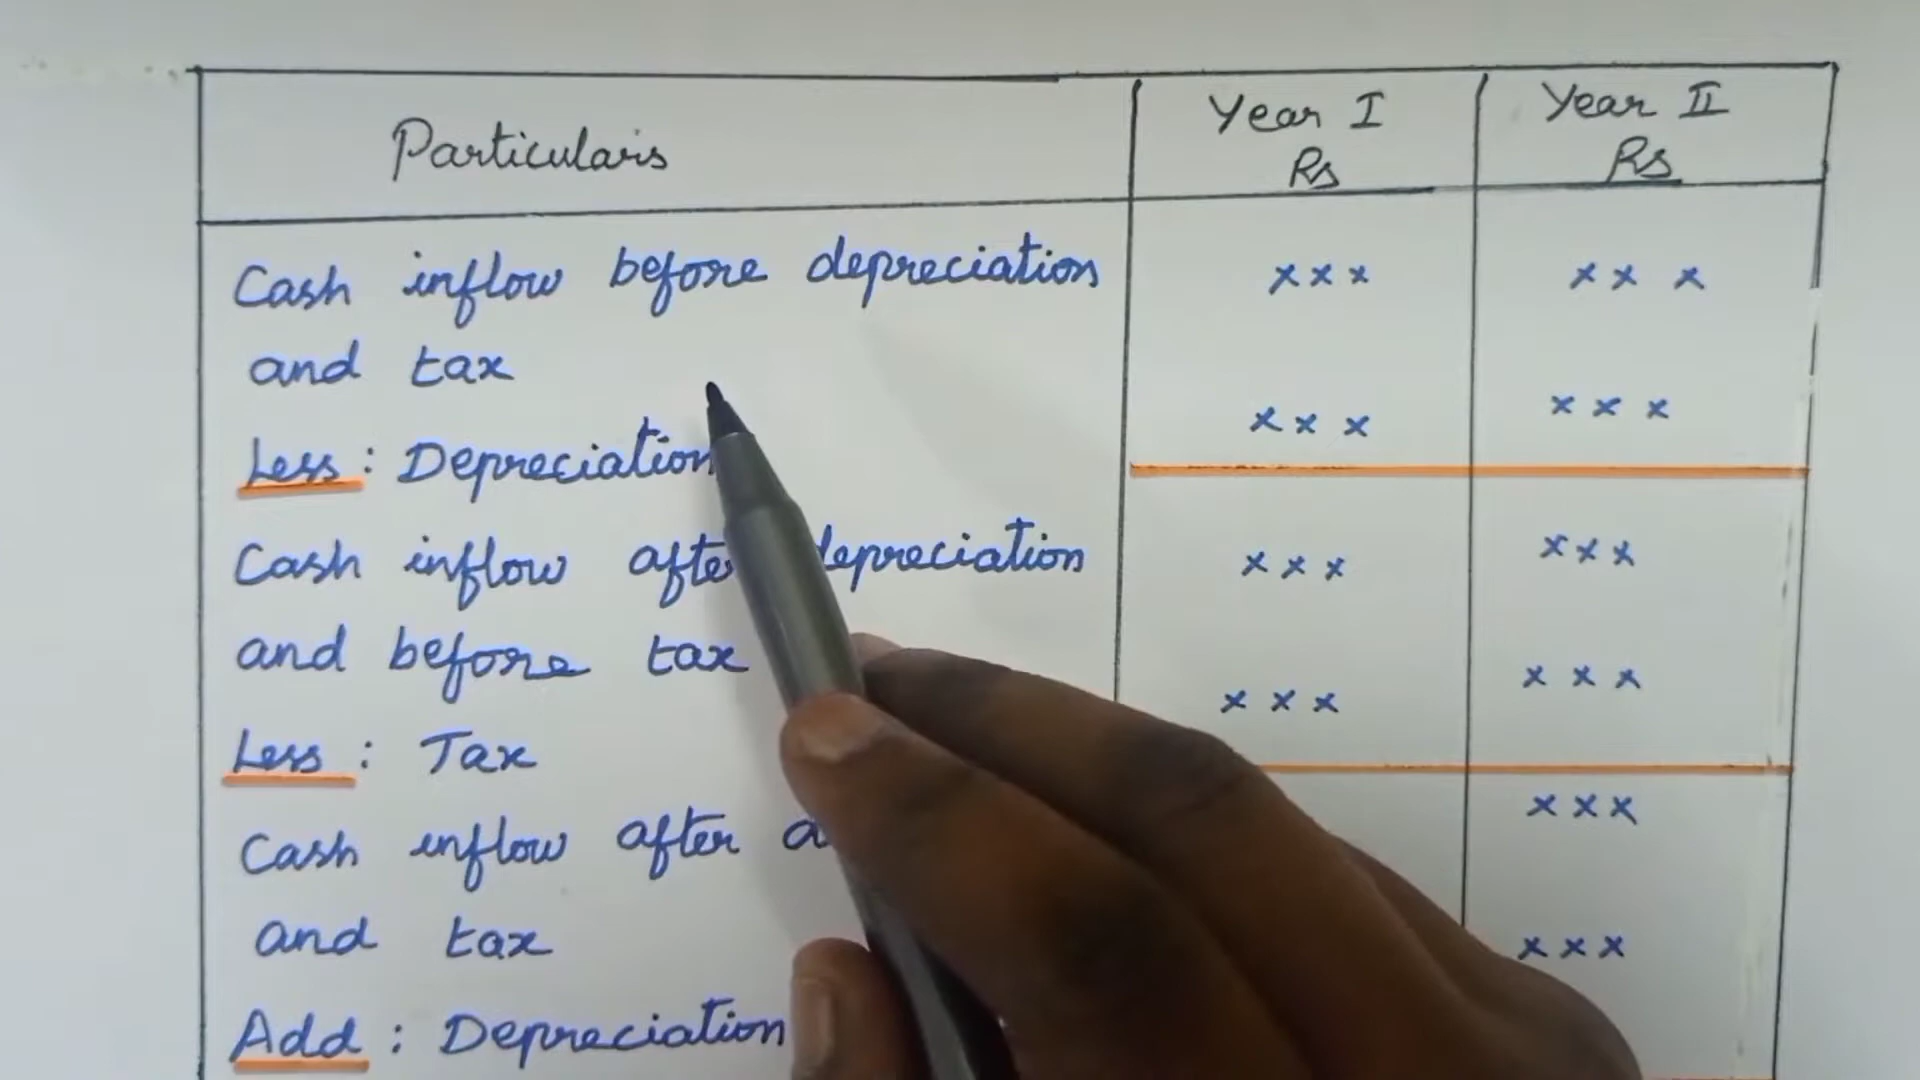 Particulars Year I Year II
Rs Rs
Cash inflow before depreciation xxx xxx
and tax
Less: Depreciation xxx xxx
Cash inflow after depreciation xxx xxx
and before tax
Less: Tax xxx xxx
Cash inflow after xxx
and tax
xxx
Add: Depreciation